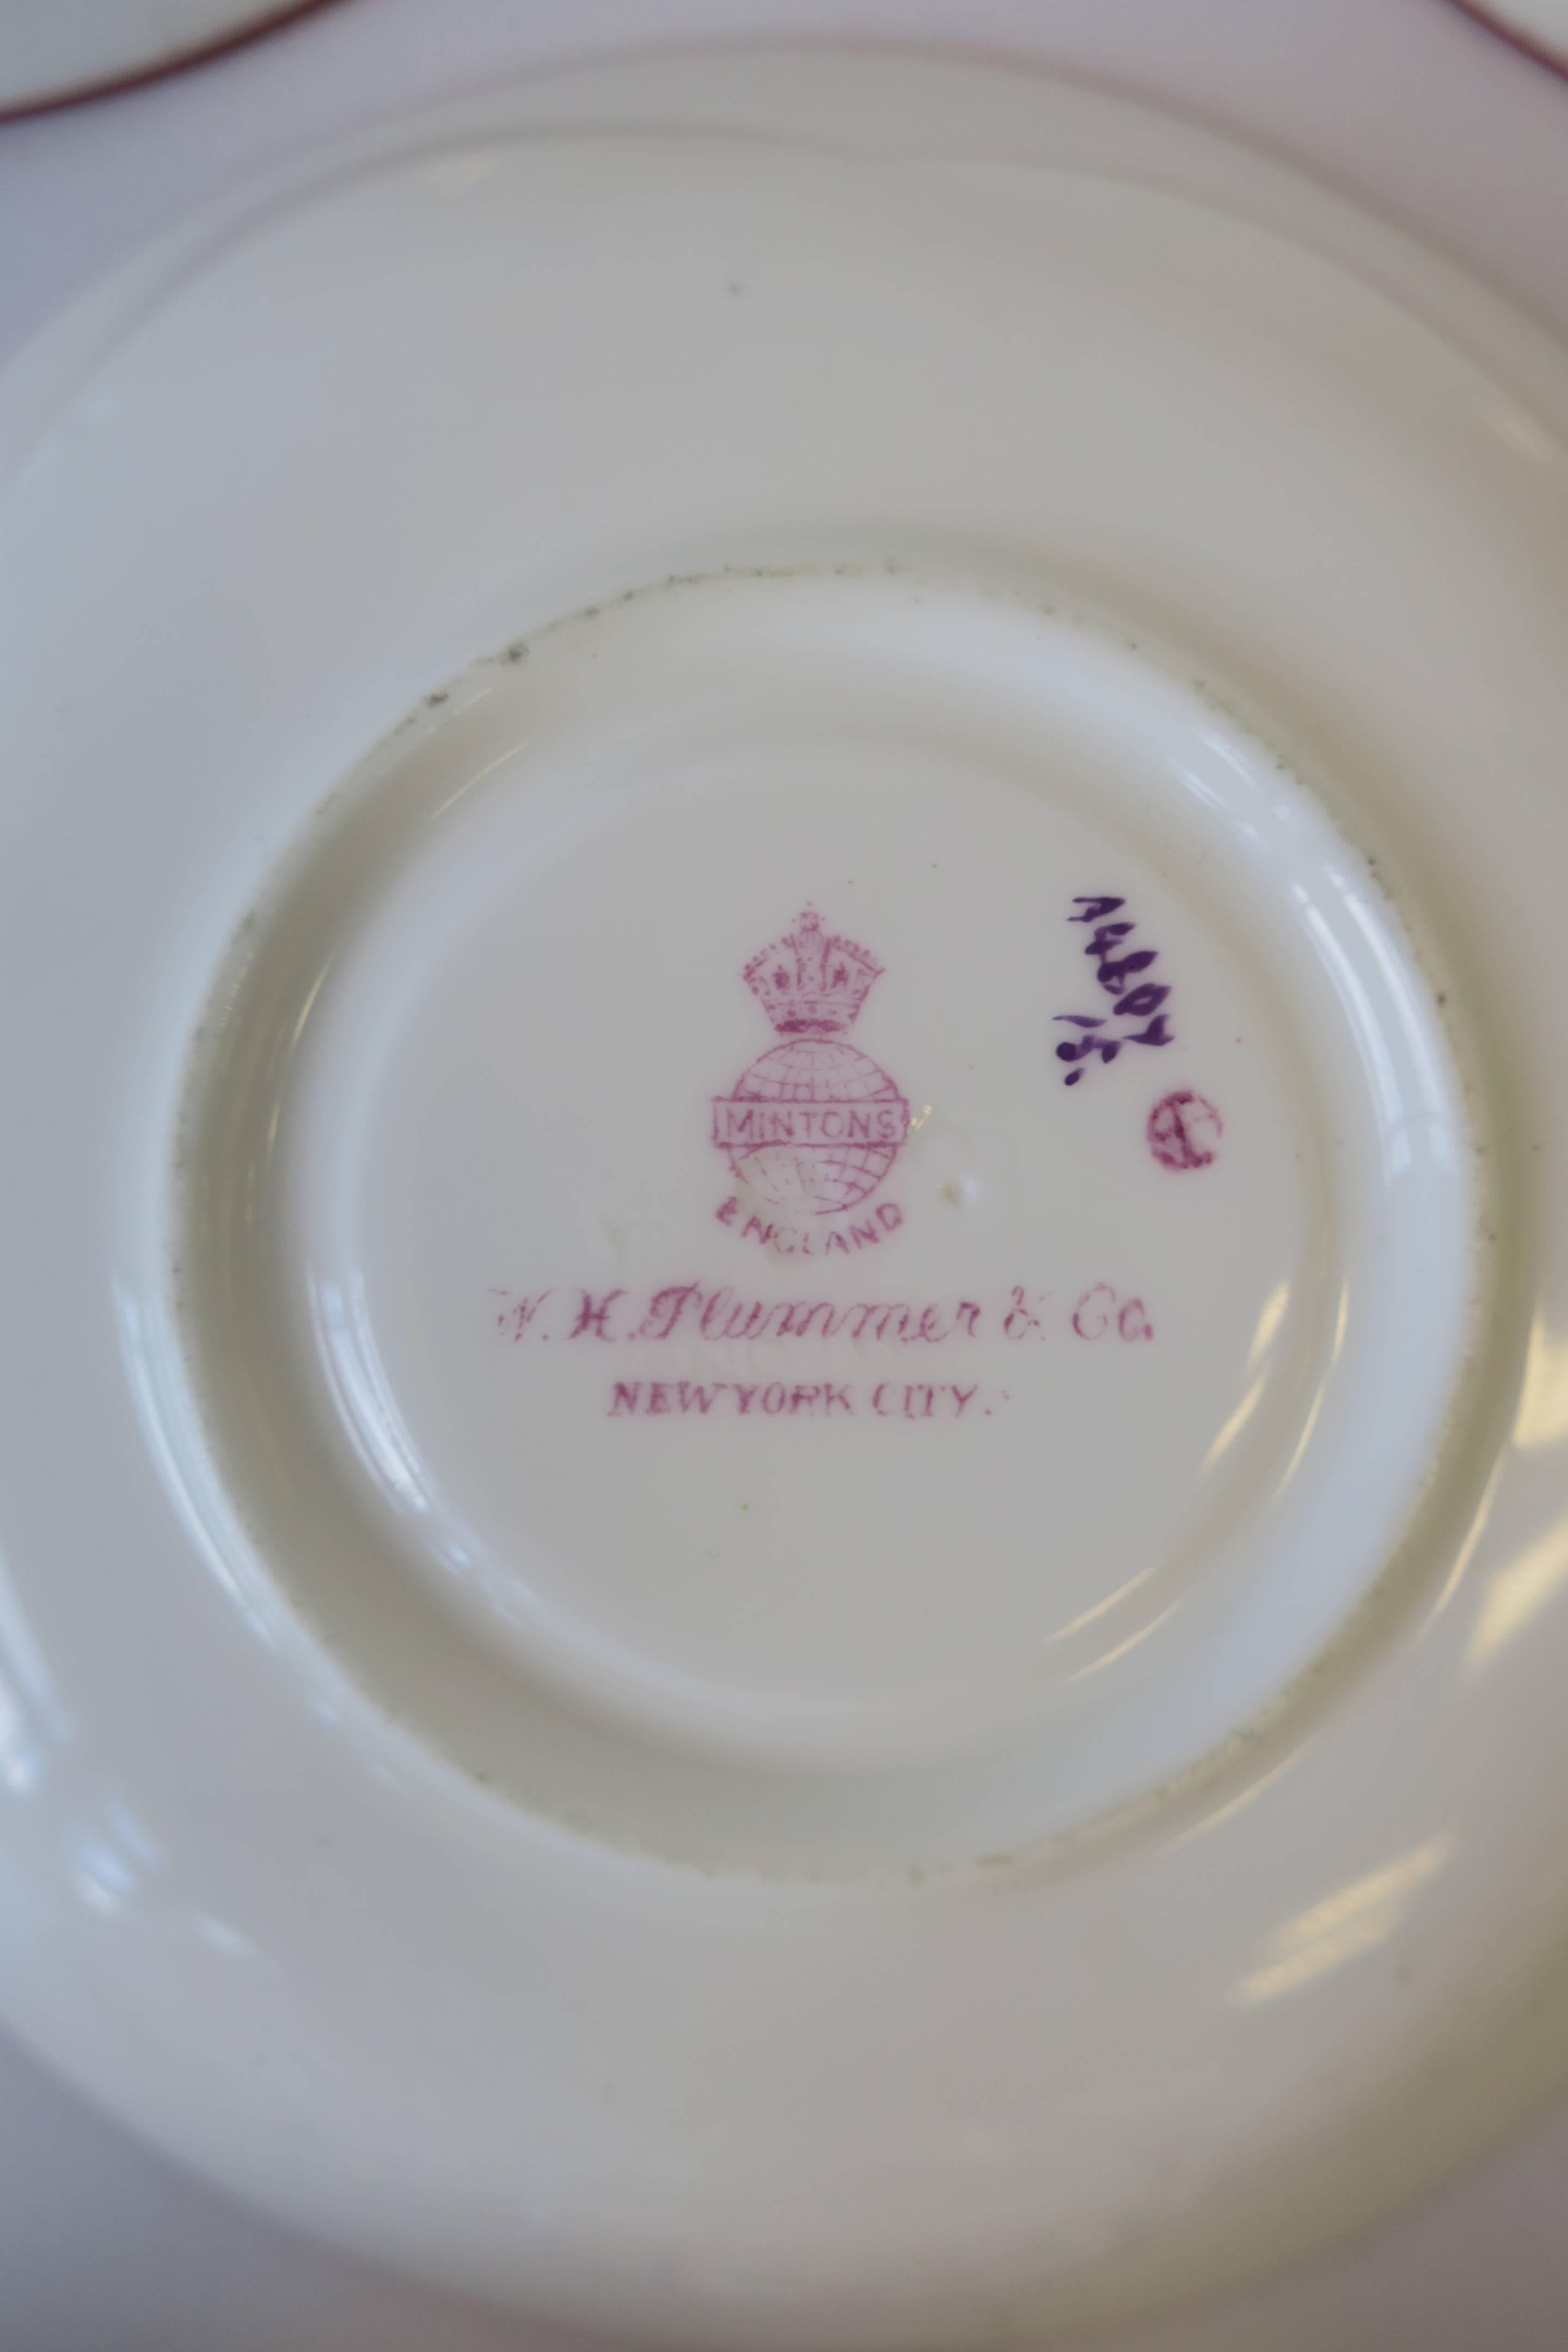 MINTONS
ENGLAND
W. H. Plummer & Co.
NEW YORK CITY.